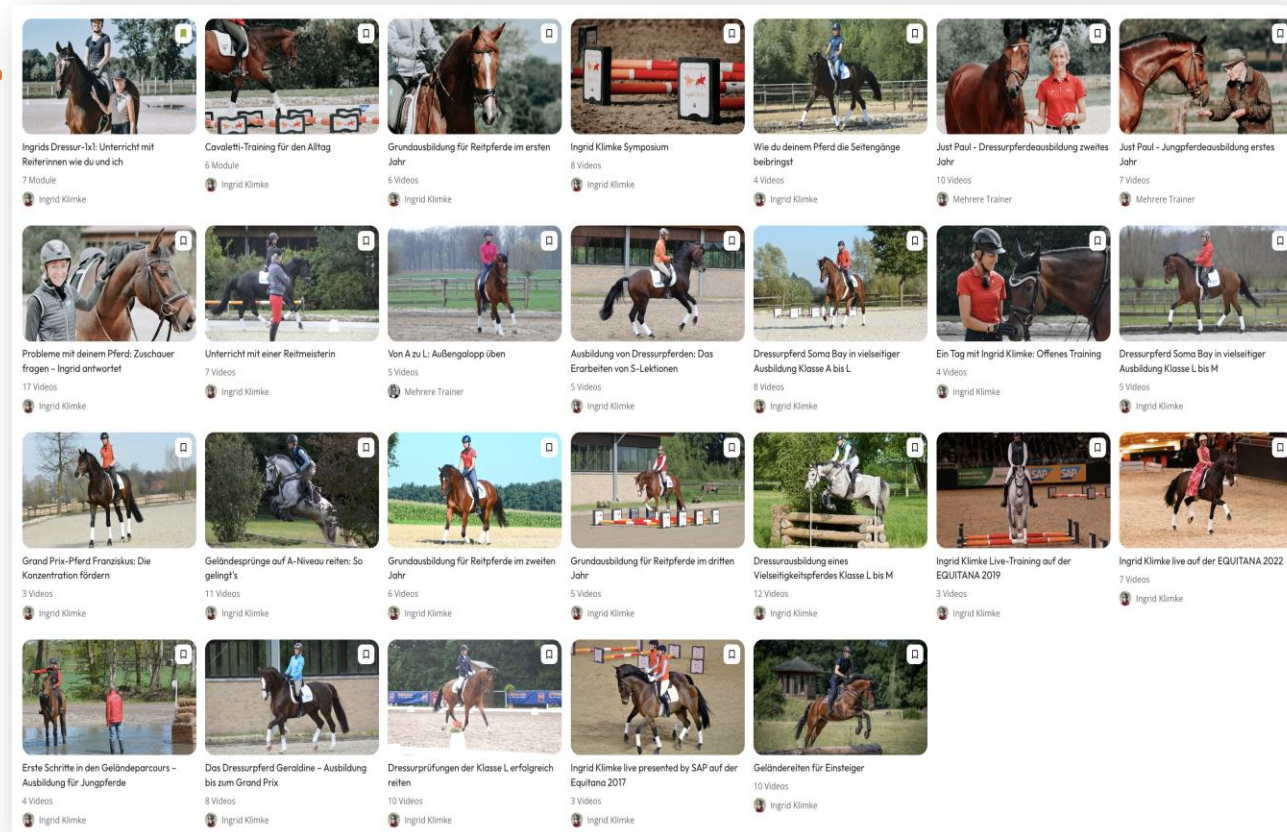 Ingrids Dressur-1x1: Unterricht mit
Reiterinnen wie du und ich
7 Module
Ingrid Klimke
Cavaletti-Training für den Alltag
6 Module
Ingrid Klimke
Grundausbildung für Reitpferde im ersten
Jahr
6 Videos
Ingrid Klimke
Ingrid Klimke Symposium
8 Videos
Ingrid Klimke
Wie du deinem Pferd die Seitengänge
beibringst
4 Videos
Ingrid Klimke
Just Paul - Dressurpferdeausbildung zweites
Jahr
10 Videos
Mehrere Trainer
Just Paul - Jungpferdeausbildung erstes
Jahr
7 Videos
Mehrere Trainer
Probleme mit deinem Pferd: Zuschauer
fragen – Ingrid antwortet
17 Videos
Ingrid Klimke
Unterricht mit einer Reitmeisterin
7 Videos
Ingrid Klimke
Von A zu L: Außengalopp üben
5 Videos
Mehrere Trainer
Ausbildung von Dressurpferden: Das
Erarbeiten von S-Lektionen
5 Videos
Ingrid Klimke
Dressurpferd Soma Bay in vielseitiger
Ausbildung Klasse A bis L
8 Videos
Ingrid Klimke
Ein Tag mit Ingrid Klimke: Offenes Training
4 Videos
Ingrid Klimke
Dressurpferd Soma Bay in vielseitiger
Ausbildung Klasse L bis M
5 Videos
Ingrid Klimke
SAP
SAP
Grand Prix-Pferd Franziskus: Die
Konzentration fördern
3 Videos
Ingrid Klimke
Geländesprünge auf A-Niveau reiten: So
gelingt's
11 Videos
Ingrid Klimke
Grundausbildung für Reitpferde im zweiten
Jahr
6 Videos
Ingrid Klimke
Grundausbildung für Reitpferde im dritten
Jahr
5 Videos
Ingrid Klimke
Dressurausbildung eines
Vielseitigkeitspferdes Klasse L bis M
12 Videos
Ingrid Klimke
Ingrid Klimke Live-Training auf der
EQUITANA 2019
3 Videos
Ingrid Klimke
Ingrid Klimke live auf der EQUITANA 2022
7 Videos
Ingrid Klimke
Erste Schritte in den Geländeparcours –
Ausbildung für Jungpferde
4 Videos
Ingrid Klimke
Das Dressurpferd Geraldine – Ausbildung
bis zum Grand Prix
8 Videos
Ingrid Klimke
Dressurprüfungen der Klasse L erfolgreich
reiten
10 Videos
Ingrid Klimke
Ingrid Klimke live presented by SAP auf der
Equitana 2017
3 Videos
Ingrid Klimke
Geländereiten für Einsteiger
10 Videos
Ingrid Klimke